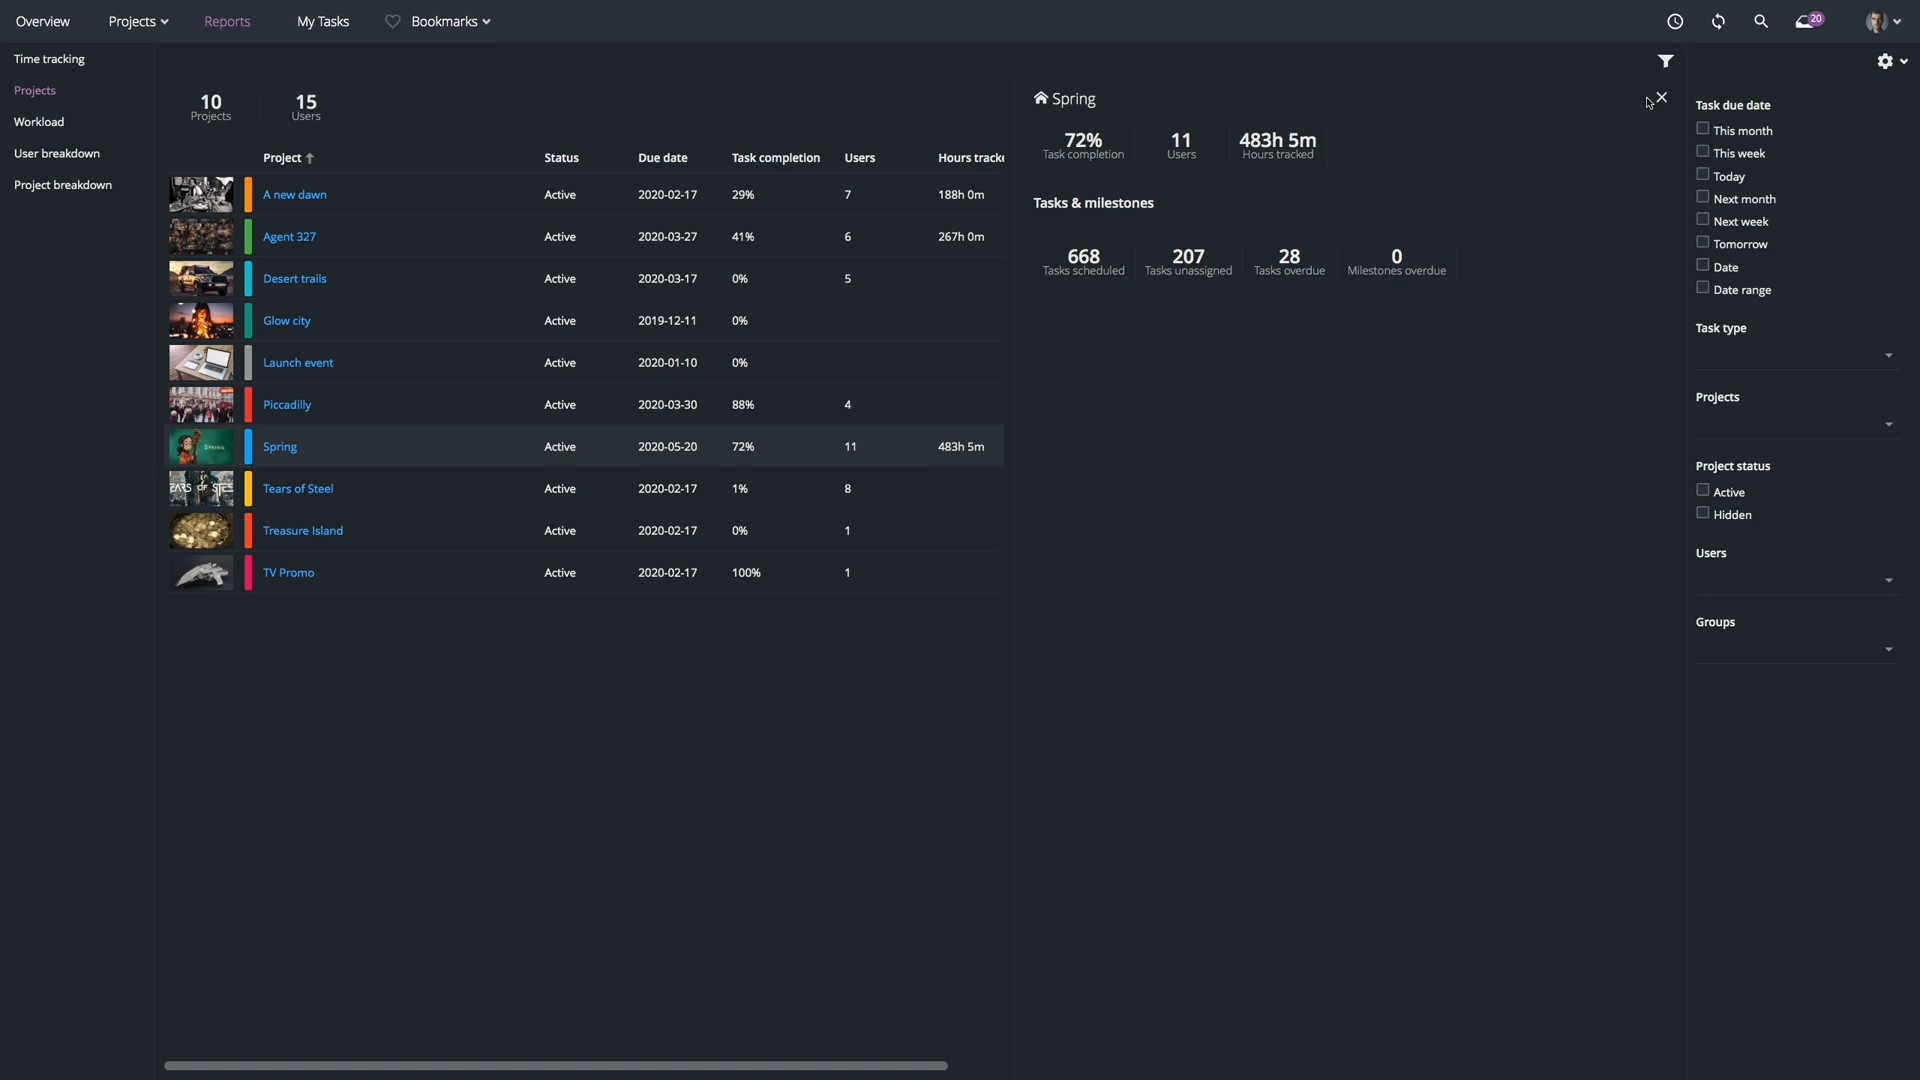 Overview Projects Reports My Tasks Bookmarks 20
Time tracking
Projects
Workload
User breakdown
Project breakdown
10 15
Projects Users
Project Status Due date Task completion Users Hours tracke
A new dawn Active 2020-02-17 29% 7 188h 0m
Agent 327 Active 2020-03-27 41% 6 267h 0m
Desert trails Active 2020-03-17 0% 5
Glow city Active 2019-12-11 0%
Launch event Active 2020-01-10 0%
Piccadilly Active 2020-03-30 88% 4
SPRING Spring Active 2020-05-20 72% 11 483h 5m
Tears of Steel Active 2020-02-17 1% 8
Treasure Island Active 2020-02-17 0% 1
TV Promo Active 2020-02-17 100% 1
Spring
72% 11 483h 5m
Task completion Users Hours tracked
Tasks & milestones
668 207 28 0
Tasks scheduled Tasks unassigned Tasks overdue Milestones overdue
Task due date
This month
This week
Today
Next month
Next week
Tomorrow
Date
Date range
Task type
Projects
Project status
Active
Hidden
Users
Groups